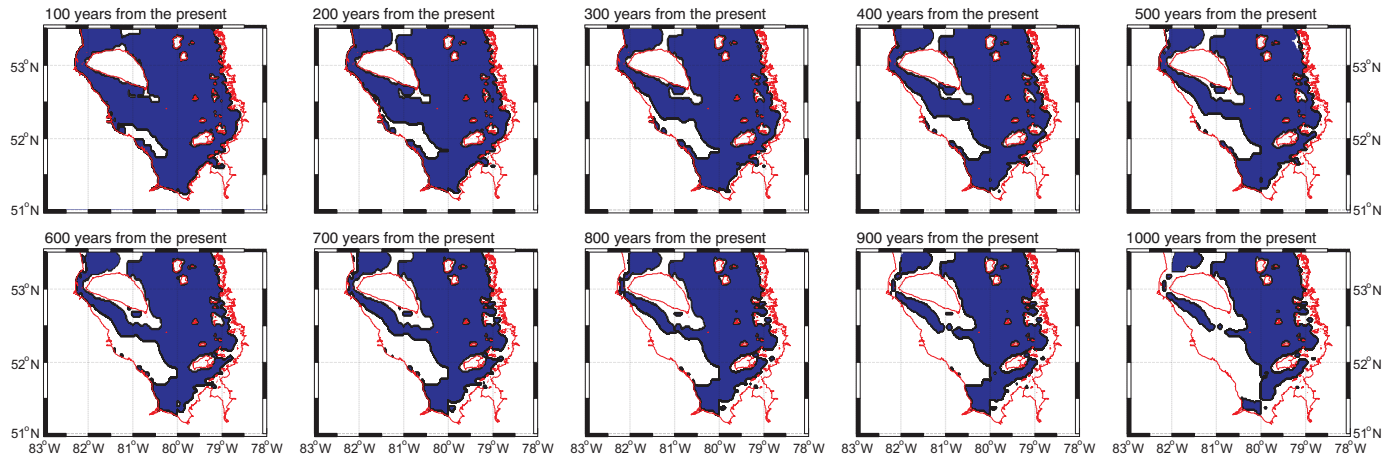 100 years from the present
200 years from the present
300 years from the present
400 years from the present
500 years from the present
53°N
52°N
51°N
53°N
52°N
51°N
600 years from the present
700 years from the present
800 years from the present
900 years from the present
1000 years from the present
53°N
52°N
51°N
53°N
52°N
51°N
83°W 82°W 81°W 80°W 79°W 78°W
83°W 82°W 81°W 80°W 79°W 78°W
83°W 82°W 81°W 80°W 79°W 78°W
83°W 82°W 81°W 80°W 79°W 78°W
83°W 82°W 81°W 80°W 79°W 78°W